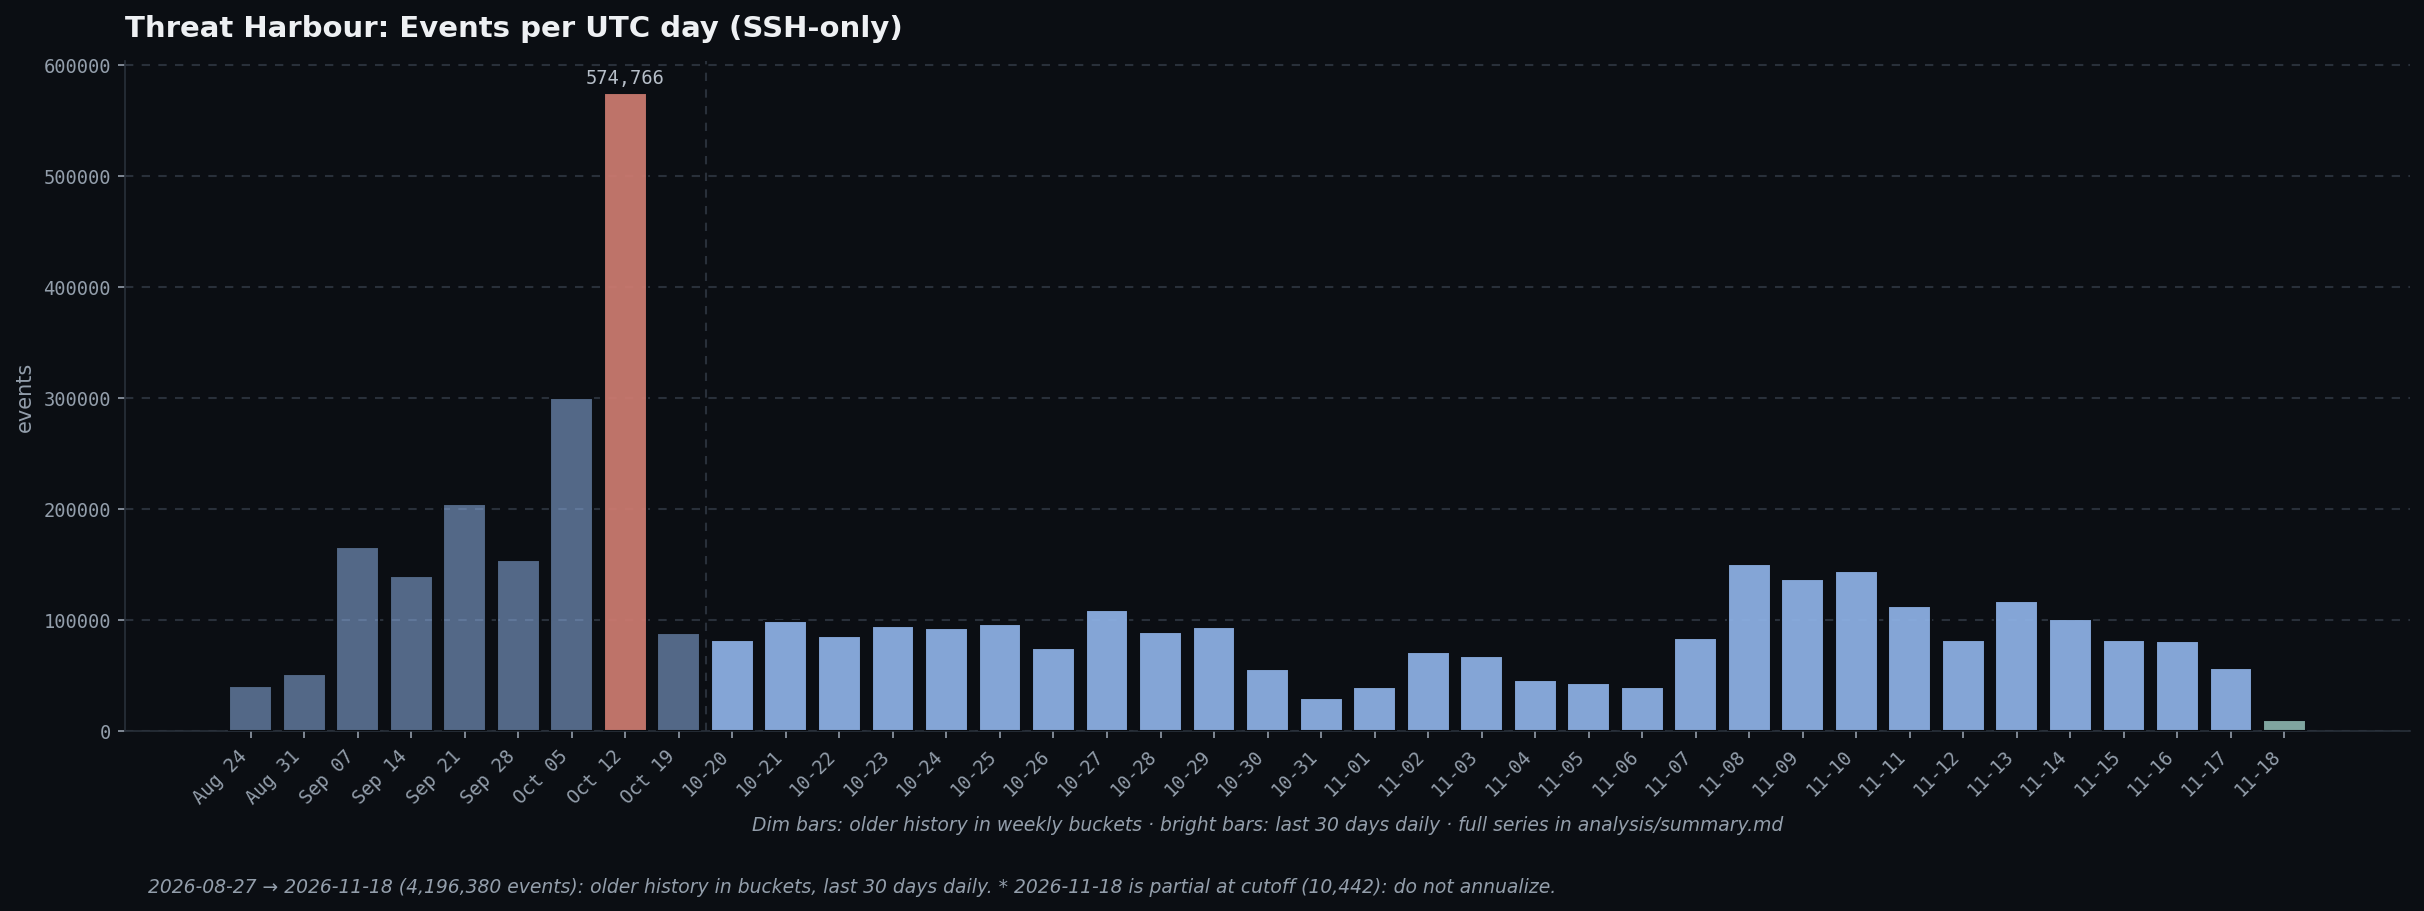 Threat Harbour: Events per UTC day (SSH-only)
600000
500000
400000
300000
200000
100000
0
events
574,766
Aug 24
Aug 31
Sep 07
Sep 14
Sep 21
Sep 28
Oct 05
Oct 12
Oct 19
10-20
10-21
10-22
10-23
10-24
10-25
10-26
10-27
10-28
10-29
10-30
10-31
11-01
11-02
11-03
11-04
11-05
11-06
11-07
11-08
11-09
11-10
11-11
11-12
11-13
11-14
11-15
11-16
11-17
11-18
Dim bars: older history in weekly buckets · bright bars: last 30 days daily · full series in analysis/summary.md
2026-08-27 → 2026-11-18 (4,196,380 events): older history in buckets, last 30 days daily. * 2026-11-18 is partial at cutoff (10,442): do not annualize.